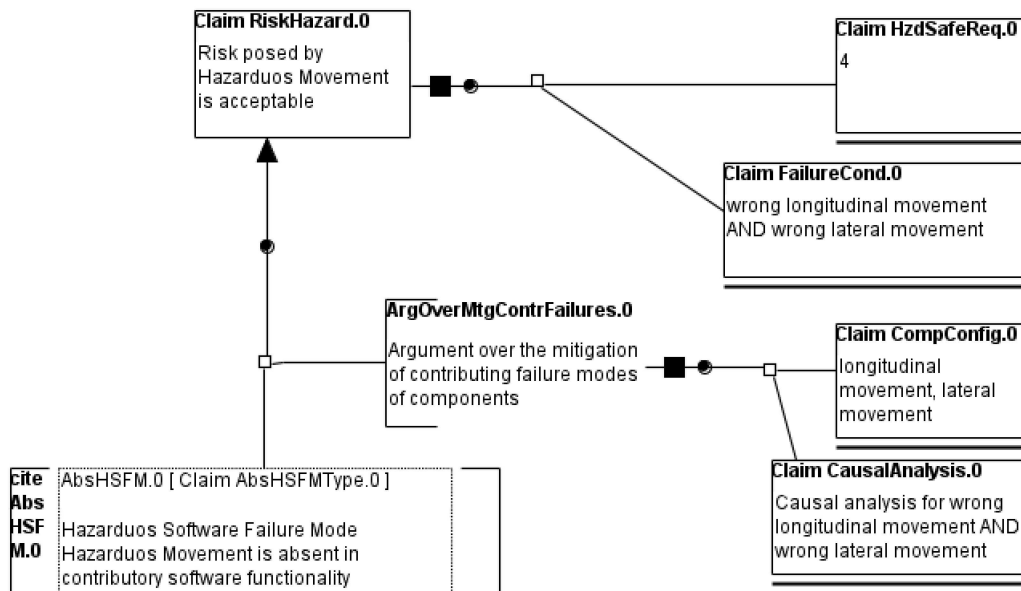 Claim RiskHazard.0
Risk posed by
Hazarduos Movement
is acceptable
Claim HzdSafeReq.0
4
Claim FailureCond.0
wrong longitudinal movement
AND wrong lateral movement
ArgOverMtgContrFailures.0
Argument over the mitigation
of contributing failure modes
of components
Claim CompConfig.0
longitudinal
movement, lateral
movement
Claim CausalAnalysis.0
Causal analysis for wrong
longitudinal movement AND
wrong lateral movement
cite
Abs
HSF
M.0
AbsHSFM.0 [ Claim AbsHSFMType.0 ]
Hazarduos Software Failure Mode
Hazarduos Movement is absent in
contributory software functionality